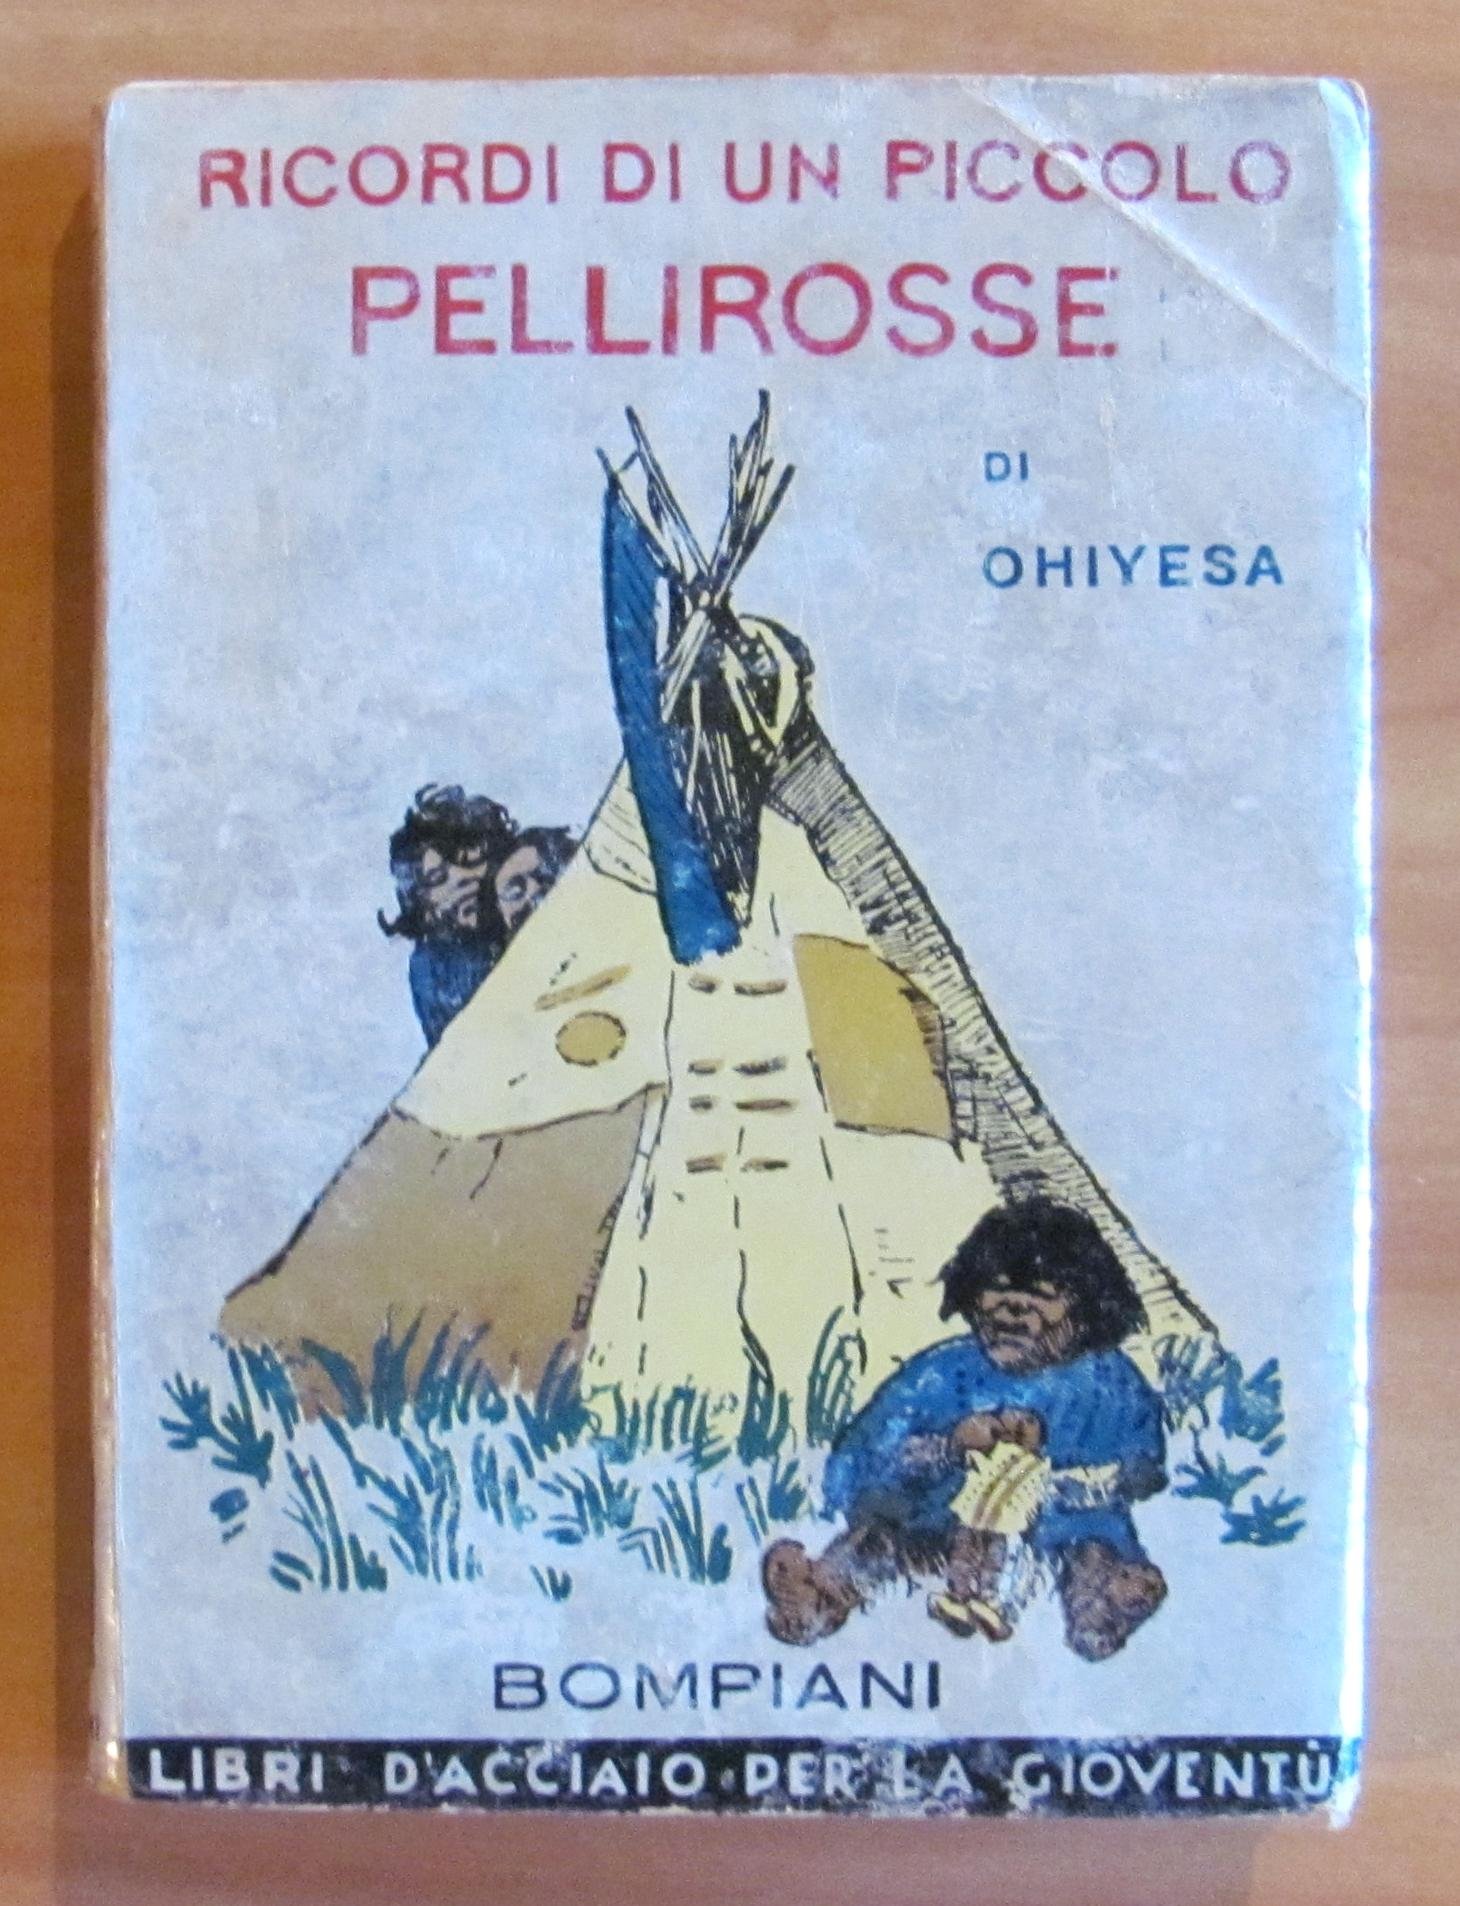 RICORDI DI UN PICCOLO
PELLIROSSE
DI
OHIYESA
BOMPIANI
LIBRI D'ACCIAIO·PER LA GIOVENTÙ